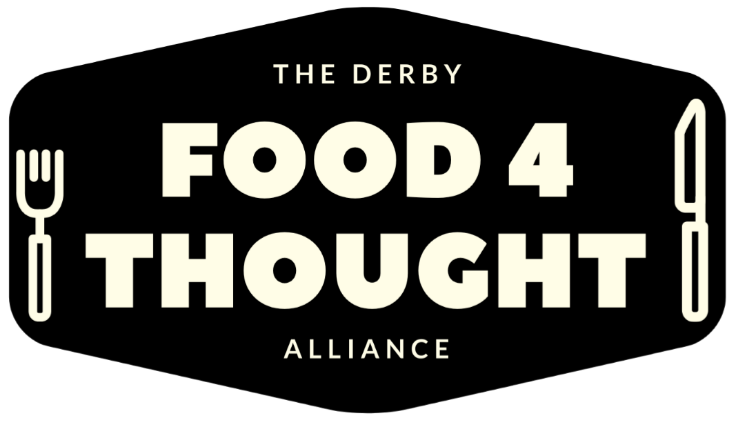 THE DERBY
FOOD 4
THOUGHT
ALLIANCE